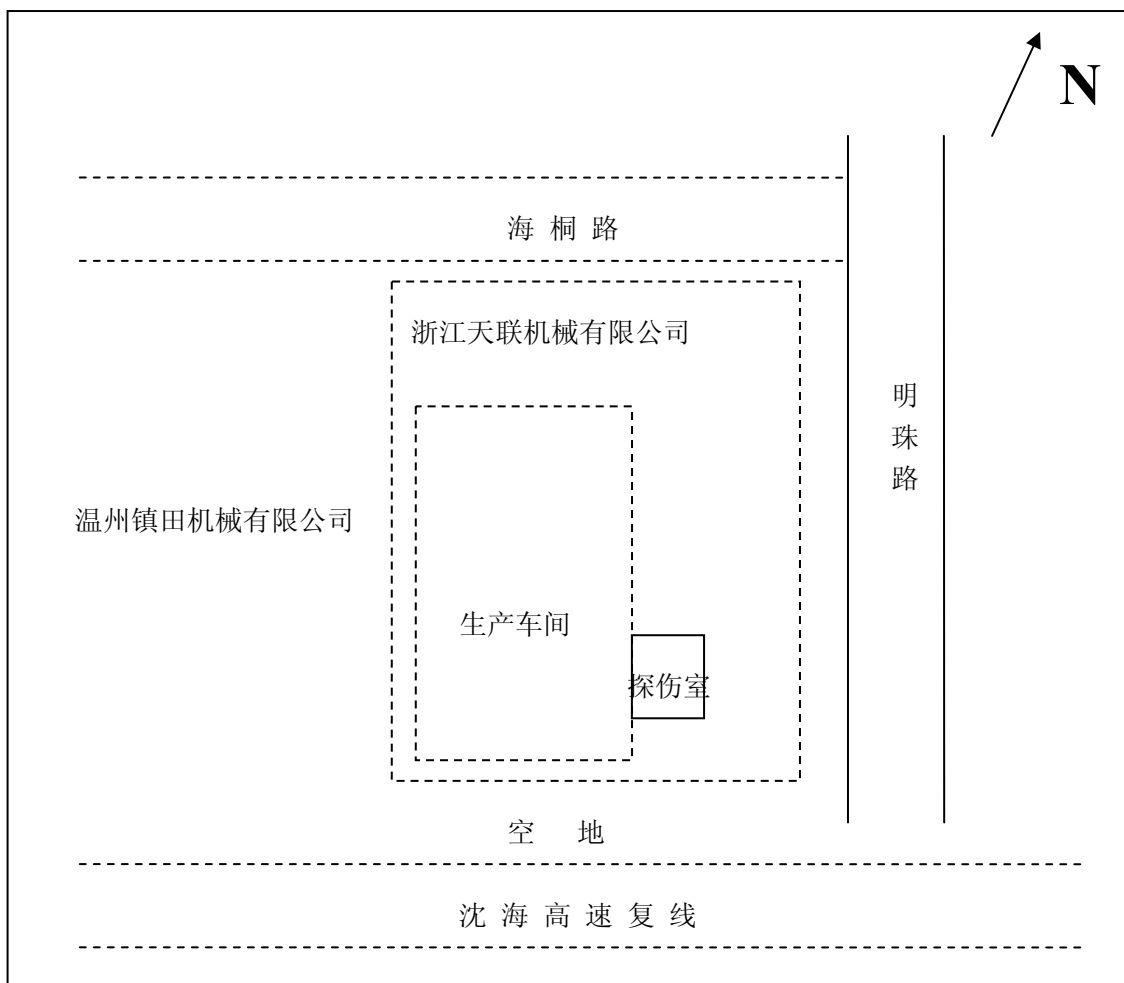 N
海桐路
浙江天联机械有限公司
明珠路
温州镇田机械有限公司
生产车间
探伤室
空 地
沈海高速复线